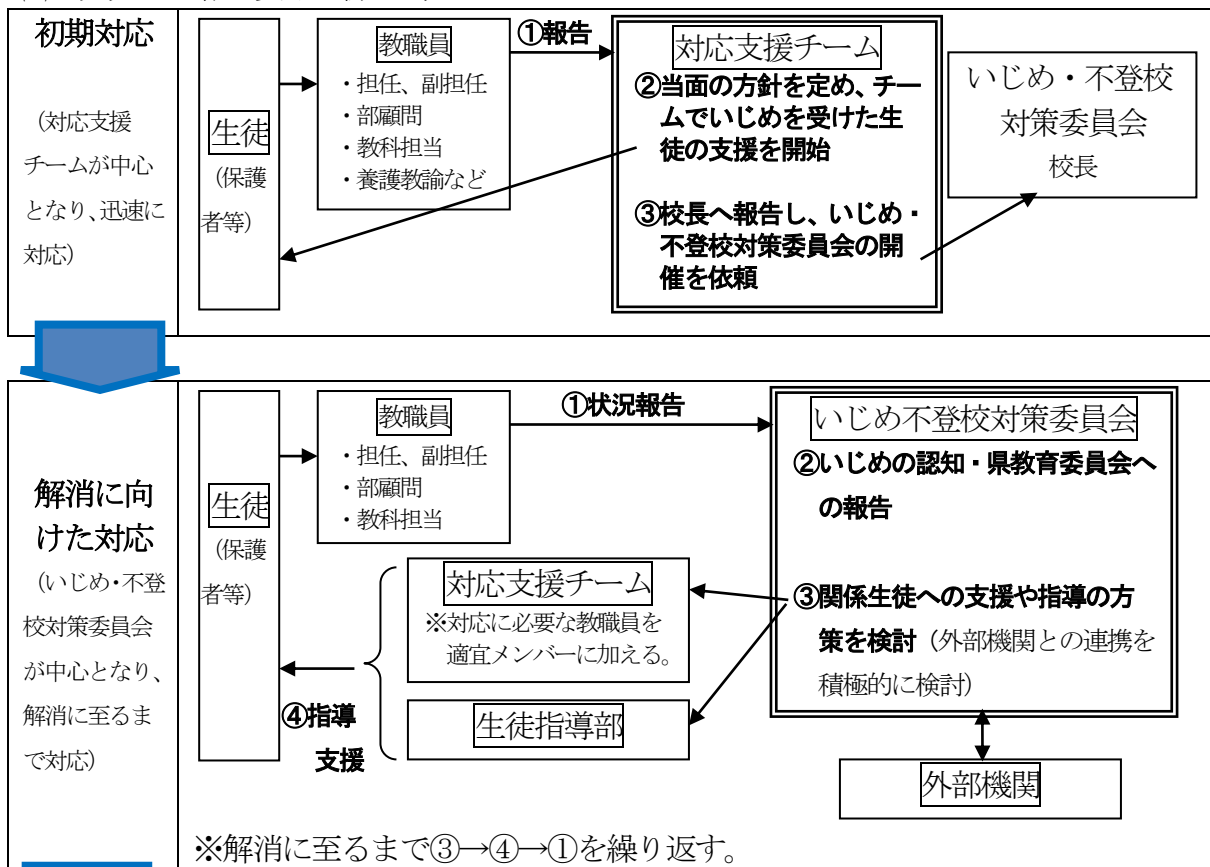 初期対応
（対応支援
チームが中心
となり、迅速に
対応）
生徒
（保護
者等）
教職員
・担任、副担任
・部顧問
・教科担当
・養護教諭など
①報告
対応支援チーム
②当面の方針を定め、チー
ムでいじめを受けた生
徒の支援を開始
③校長へ報告し、いじめ・
不登校対策委員会の開
催を依頼
いじめ・不登校
対策委員会
校長
解消に向
けた対応
（いじめ・不登
校対策委員会
が中心となり、
解消に至るま
で対応）
生徒
（保護
者等）
教職員
・担任、副担任
・部顧問
・教科担当
①状況報告
いじめ不登校対策委員会
②いじめの認知・県教育委員会へ
の報告
③関係生徒への支援や指導の方
策を検討（外部機関との連携を
積極的に検討）
対応支援チーム
※対応に必要な教職員を
適宜メンバーに加える。
生徒指導部
④指導
支援
外部機関
※解消に至るまで③→④→①を繰り返す。